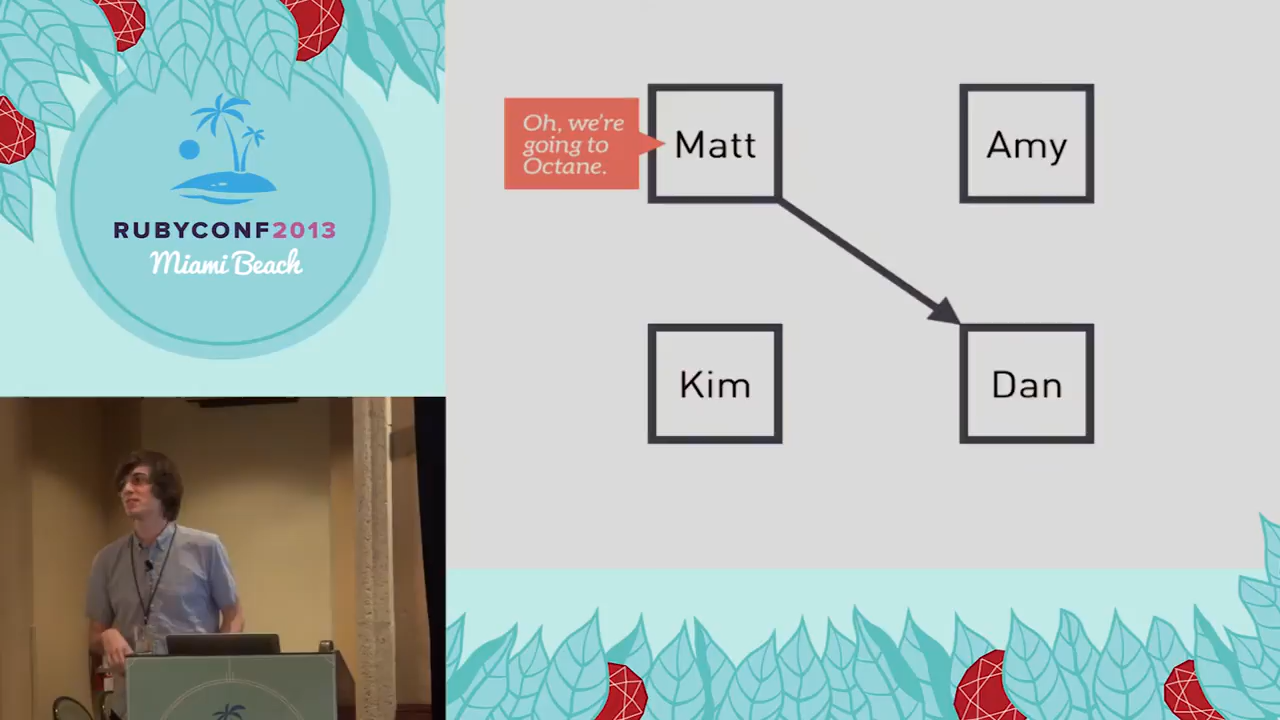 RUBYCONF2013
Miami Beach
Oh, we're
going to
Octane.
Matt
Amy
Kim
Dan